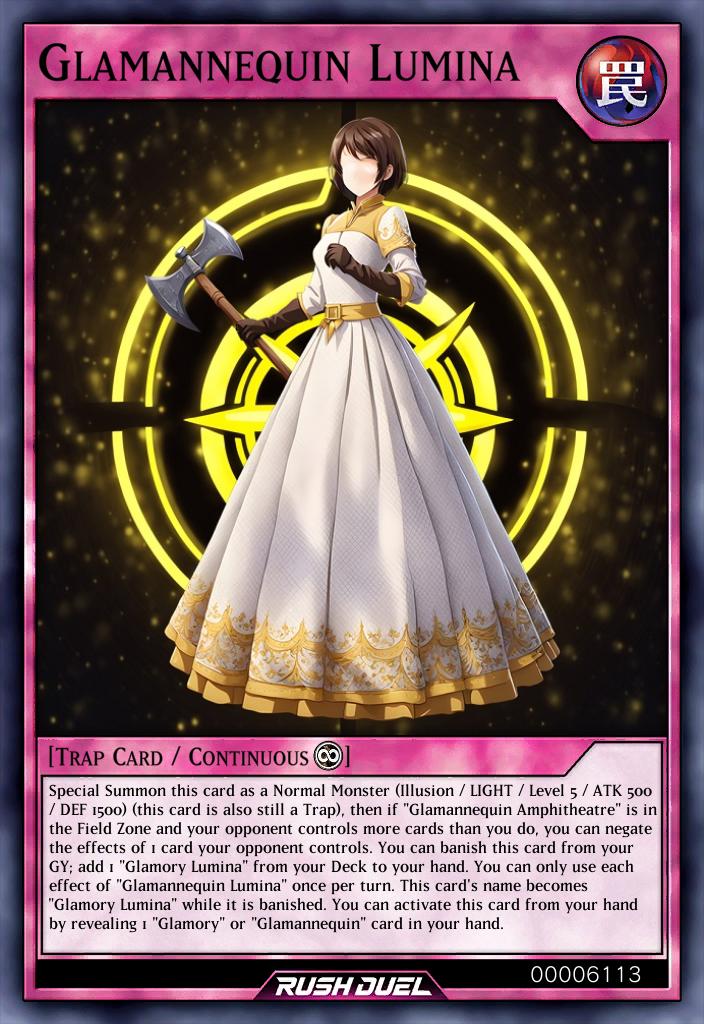 Glamannequin Lumina
罠
[Trap Card / Continuous ♾]
Special Summon this card as a Normal Monster (Illusion / LIGHT / Level 5 / ATK 500
/ DEF 1500) (this card is also still a Trap), then if "Glamannequin Amphitheatre" is in
the Field Zone and your opponent controls more cards than you do, you can negate
the effects of 1 card your opponent controls. You can banish this card from your
GY; add 1 "Glamory Lumina" from your Deck to your hand. You can only use each
effect of "Glamannequin Lumina" once per turn. This card's name becomes
"Glamory Lumina" while it is banished. You can activate this card from your hand
by revealing 1 "Glamory" or "Glamannequin" card in your hand.
00006113
RUSH DUEL